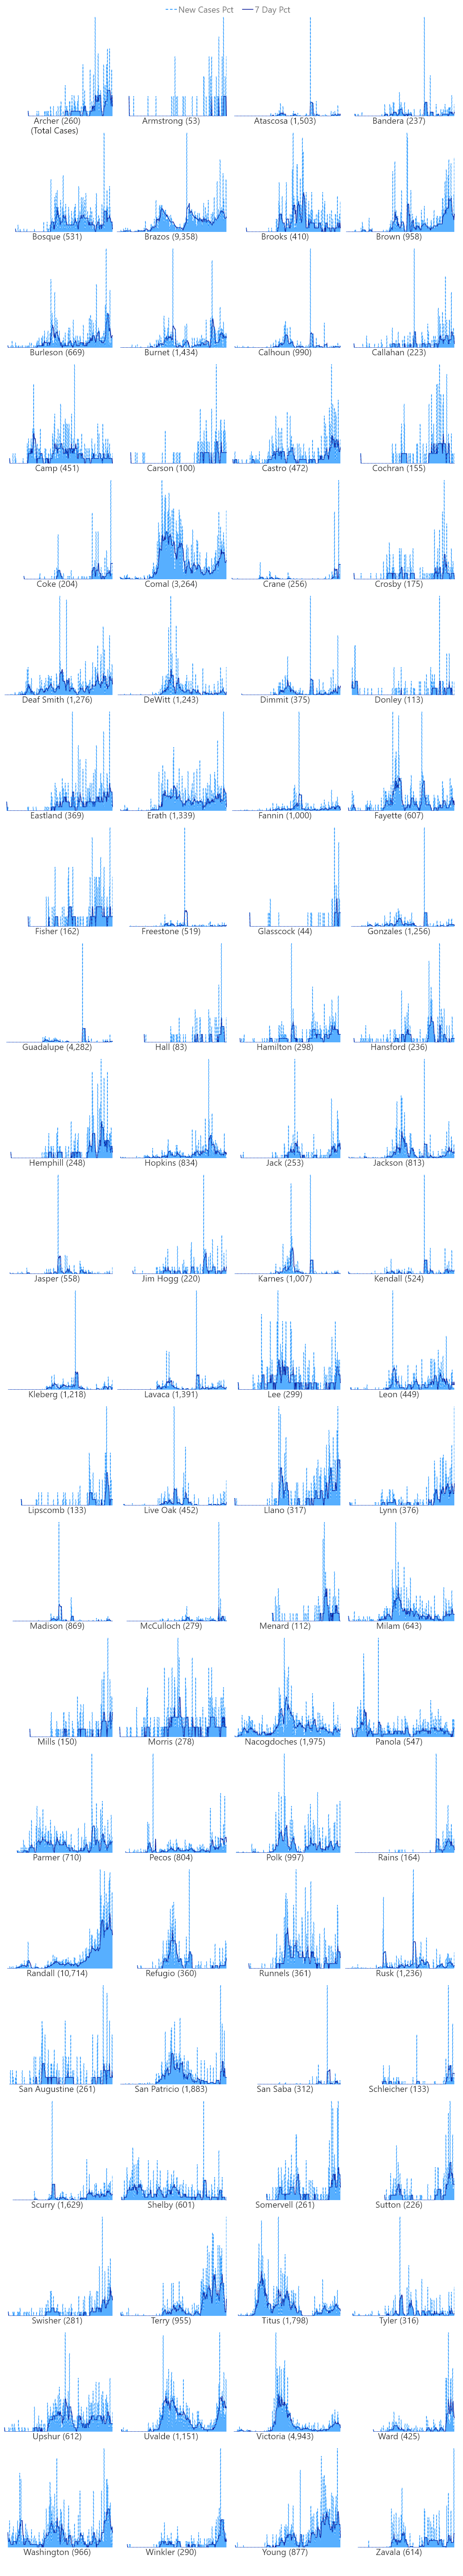 New Cases Pct 7 Day Pct
Archer (260) Armstrong (53) Atascosa (1,503) Bandera (237)
(Total Cases)
Bosque (531) Brazos (9,358) Brooks (410) Brown (958)
Burleson (669) Burnet (1,434) Calhoun (990) Callahan (223)
Camp (451) Carson (100) Castro (472) Cochran (155)
Coke (204) Comal (3,264) Crane (256) Crosby (175)
Deaf Smith (1,276) DeWitt (1,243) Dimmit (375) Donley (113)
Eastland (369) Erath (1,339) Fannin (1,000) Fayette (607)
Fisher (162) Freestone (519) Glasscock (44) Gonzales (1,256)
Guadalupe (4,282) Hall (83) Hamilton (298) Hansford (236)
Hemphill (248) Hopkins (834) Jack (253) Jackson (813)
Jasper (558) Jim Hogg (220) Karnes (1,007) Kendall (524)
Kleberg (1,218) Lavaca (1,391) Lee (299) Leon (449)
Lipscomb (133) Live Oak (452) Llano (317) Lynn (376)
Madison (869) McCulloch (279) Menard (112) Milam (643)
Mills (150) Morris (278) Nacogdoches (1,975) Panola (547)
Parmer (710) Pecos (804) Polk (997) Rains (164)
Randall (10,714) Refugio (360) Runnels (361) Rusk (1,236)
San Augustine (261) San Patricio (1,883) San Saba (312) Schleicher (133)
Scurry (1,629) Shelby (601) Somervell (261) Sutton (226)
Swisher (281) Terry (955) Titus (1,798) Tyler (316)
Upshur (612) Uvalde (1,151) Victoria (4,943) Ward (425)
Washington (966) Winkler (290) Young (877) Zavala (614)